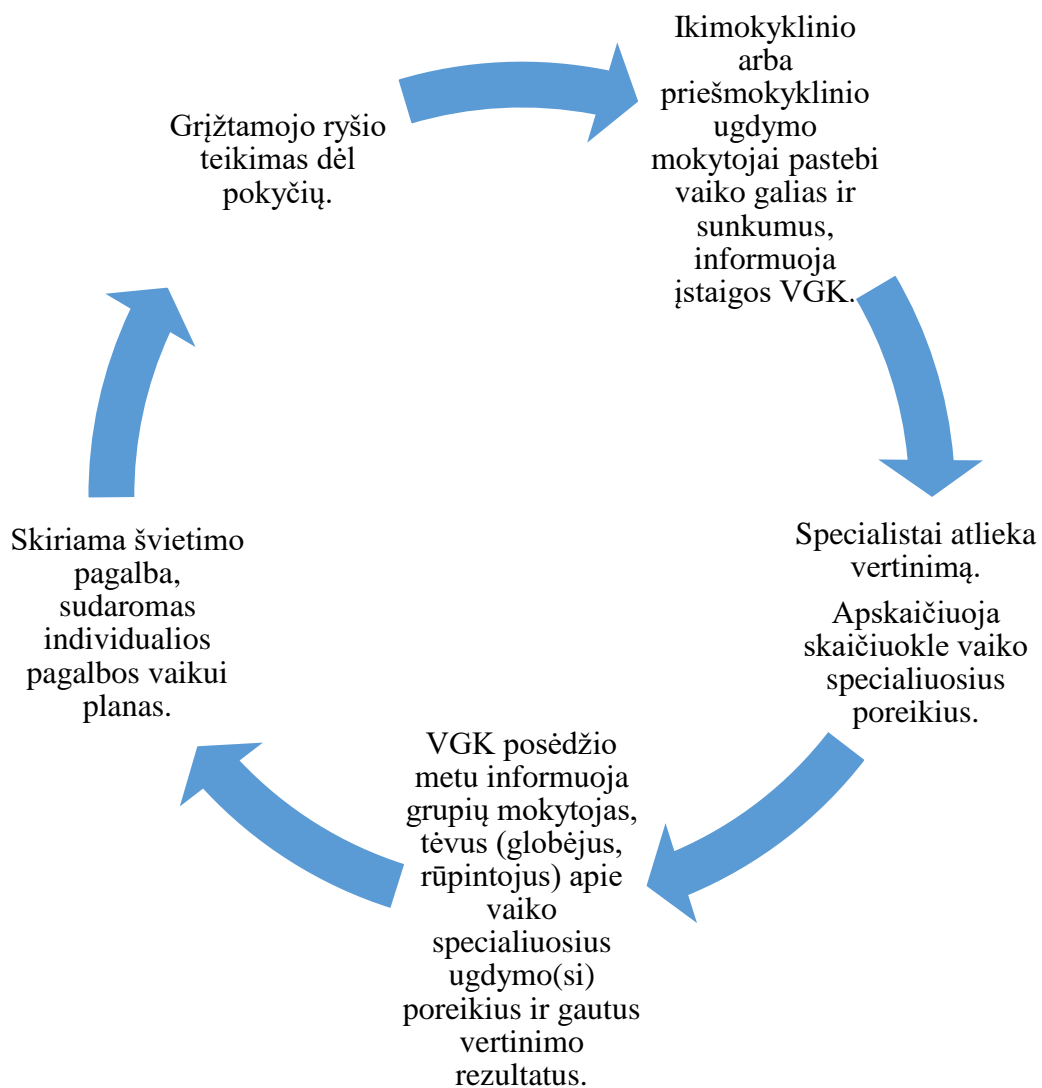 Ikimokyklinio
arba
priešmokyklinio
ugdymo
mokytojai pastebi
vaiko galias ir
sunkumus,
informuoja
įstaigos VGK.
Specialistai atlieka
vertinimą.
Apskaičiuoja
skaičiuokle vaiko
specialiuosius
poreikius.
VGK posėdžio
metu informuoja
grupių mokytojas,
tėvus (globėjus,
rūpintojus) apie
vaiko
specialiuosius
ugdymo(si)
poreikius ir gautus
vertinimo
rezultatus.
Skiriama švietimo
pagalba,
sudaromas
individualios
pagalbos vaikui
planas.
Grįžtamojo ryšio
teikimas dėl
pokyčių.